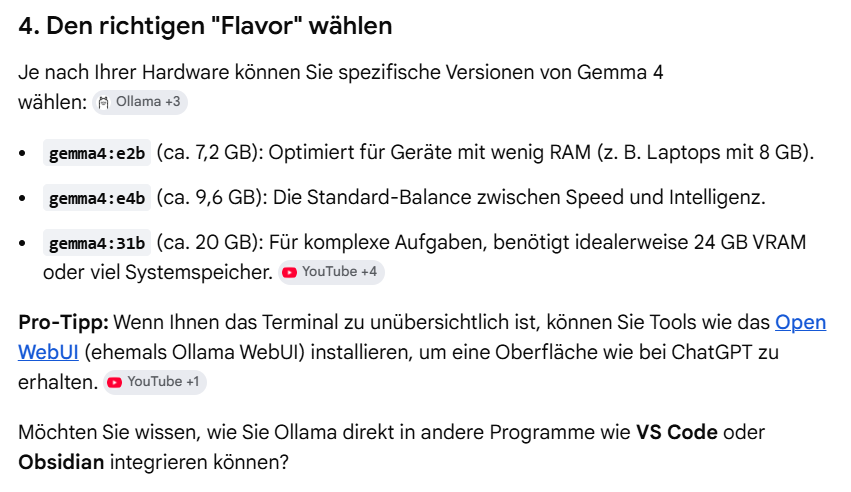 4. Den richtigen "Flavor" wählen
Je nach Ihrer Hardware können Sie spezifische Versionen von Gemma 4
wählen: Ollama +3
• gemma4:e2b (ca. 7,2 GB): Optimiert für Geräte mit wenig RAM (z. B. Laptops mit 8 GB).
• gemma4:e4b (ca. 9,6 GB): Die Standard-Balance zwischen Speed und Intelligenz.
• gemma4:31b (ca. 20 GB): Für komplexe Aufgaben, benötigt idealerweise 24 GB VRAM
oder viel Systemspeicher. YouTube +4
Pro-Tipp: Wenn Ihnen das Terminal zu unübersichtlich ist, können Sie Tools wie das Open
WebUI (ehemals Ollama WebUI) installieren, um eine Oberfläche wie bei ChatGPT zu
erhalten. YouTube +1
Möchten Sie wissen, wie Sie Ollama direkt in andere Programme wie VS Code oder
Obsidian integrieren können?